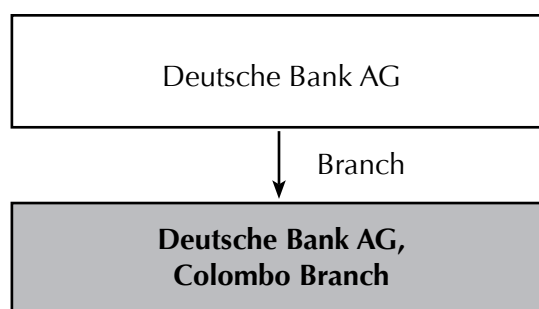 Deutsche Bank AG
Branch
Deutsche Bank AG,
Colombo Branch